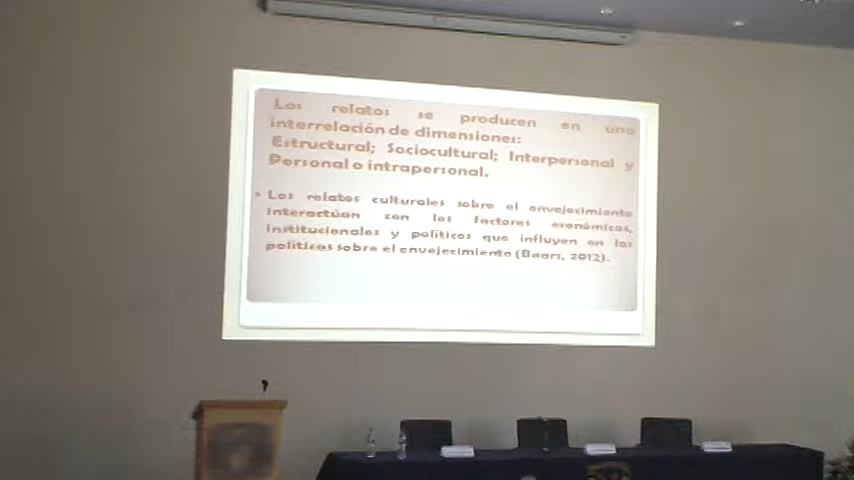 Los relatos se producen en una
interrelación de dimensiones:
Estructural; Sociocultural; Interpersonal y
Personal o intrapersonal.
Los relatos culturales sobre el envejecimiento
interactúan con los factores económicos,
institucionales y políticos que influyen en las
políticas sobre el envejecimiento (Baars, 2012).